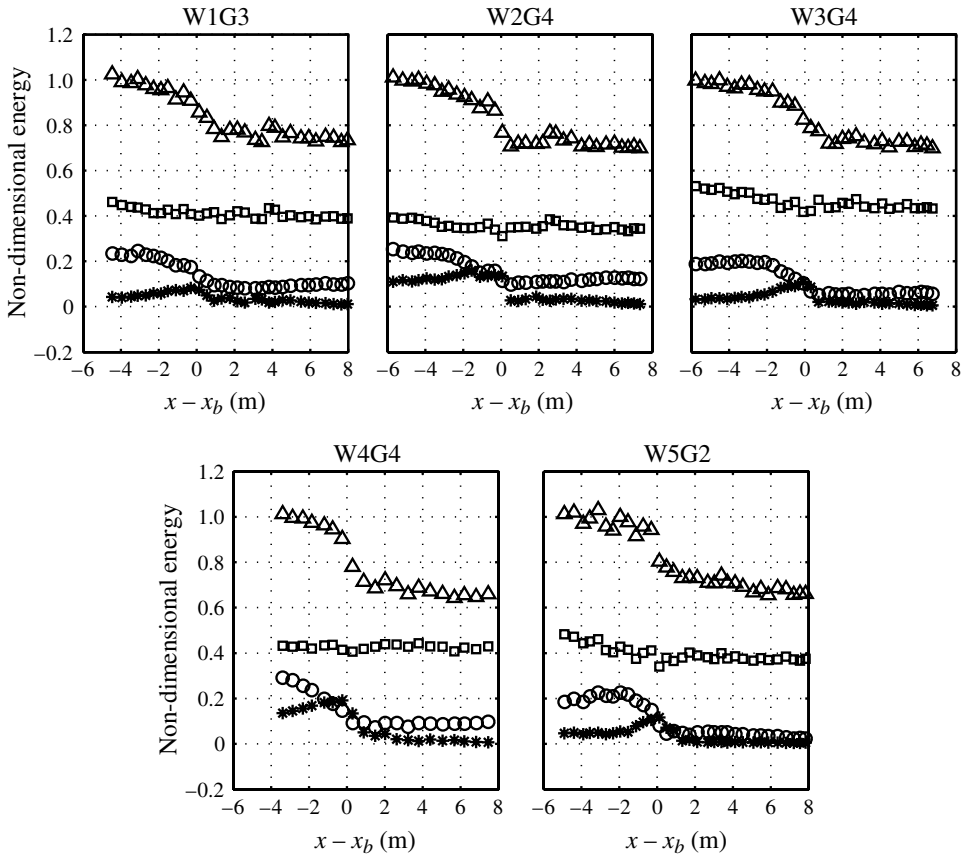 W1G3 W2G4 W3G4
Non-dimensional energy
1.2
1.0
0.8
0.6
0.4
0.2
0
−0.2
−6 −4 −2 0 2 4 6 8
−6 −4 −2 0 2 4 6 8
−6 −4 −2 0 2 4 6 8
x – x_b (m) x – x_b (m) x – x_b (m)
W4G4 W5G2
Non-dimensional energy
1.2
1.0
0.8
0.6
0.4
0.2
0
−0.2
−6 −4 −2 0 2 4 6 8
−6 −4 −2 0 2 4 6 8
x – x_b (m) x – x_b (m)